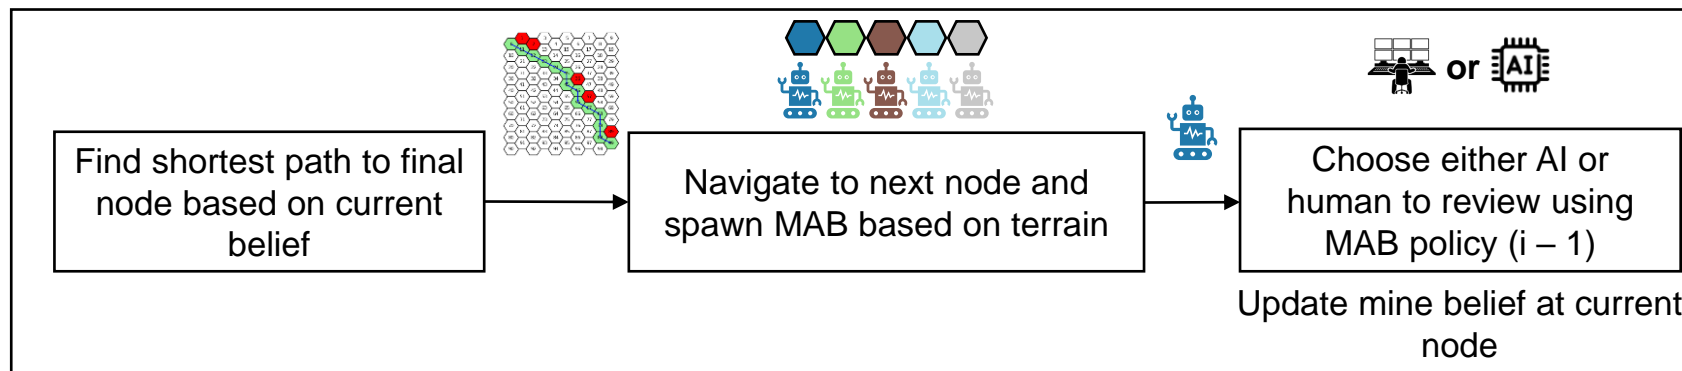 Find shortest path to final
node based on current
belief
Navigate to next node and
spawn MAB based on terrain
or
AI
Choose either AI or
human to review using
MAB policy (i – 1)
Update mine belief at current
node